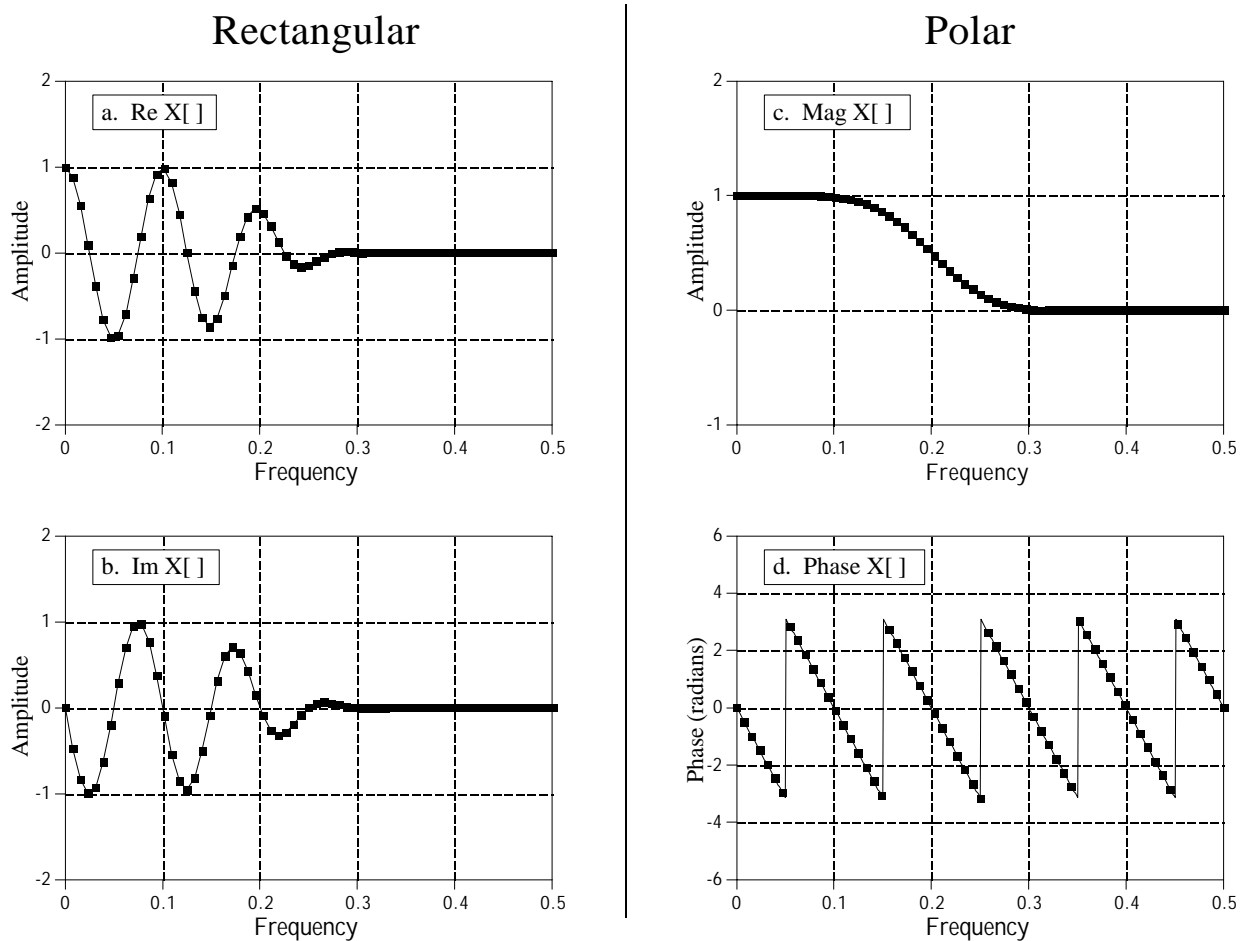 Rectangular
Polar
2
1
0
-1
-2
a. Re X[ ]
Amplitude
0 0.1 0.2 0.3 0.4 0.5
Frequency
2
1
0
-1
c. Mag X[ ]
Amplitude
0 0.1 0.2 0.3 0.4 0.5
Frequency
2
1
0
-1
-2
b. Im X[ ]
Amplitude
0 0.1 0.2 0.3 0.4 0.5
Frequency
6
4
2
0
-2
-4
-6
d. Phase X[ ]
Phase (radians)
0 0.1 0.2 0.3 0.4 0.5
Frequency